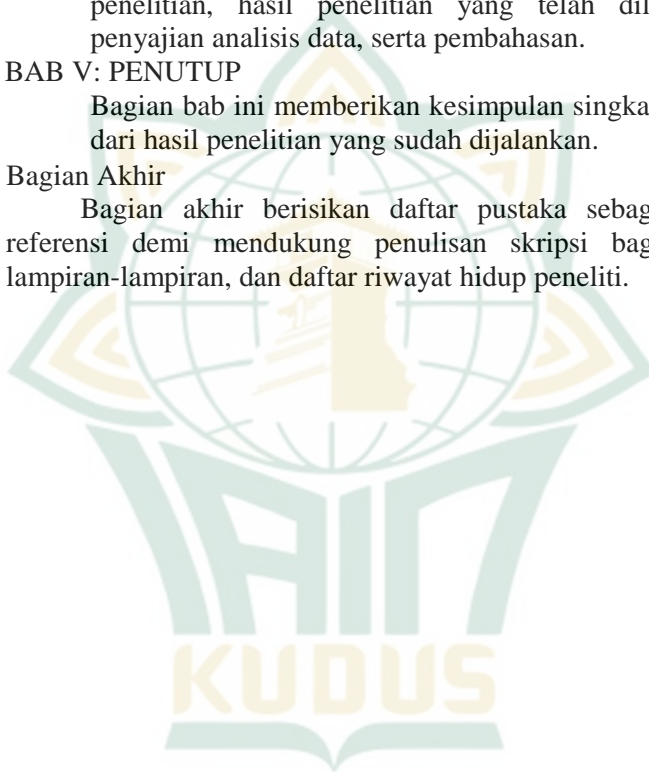 penelitian, hasil penelitian yang telah dil
penyajian analisis data, serta pembahasan.
BAB V: PENUTUP
Bagian bab ini memberikan kesimpulan singka
dari hasil penelitian yang sudah dijalankan.
Bagian Akhir
Bagian akhir berisikan daftar pustaka sebag
referensi demi mendukung penulisan skripsi bag
lampiran-lampiran, dan daftar riwayat hidup peneliti.
IAIN
KUDUS